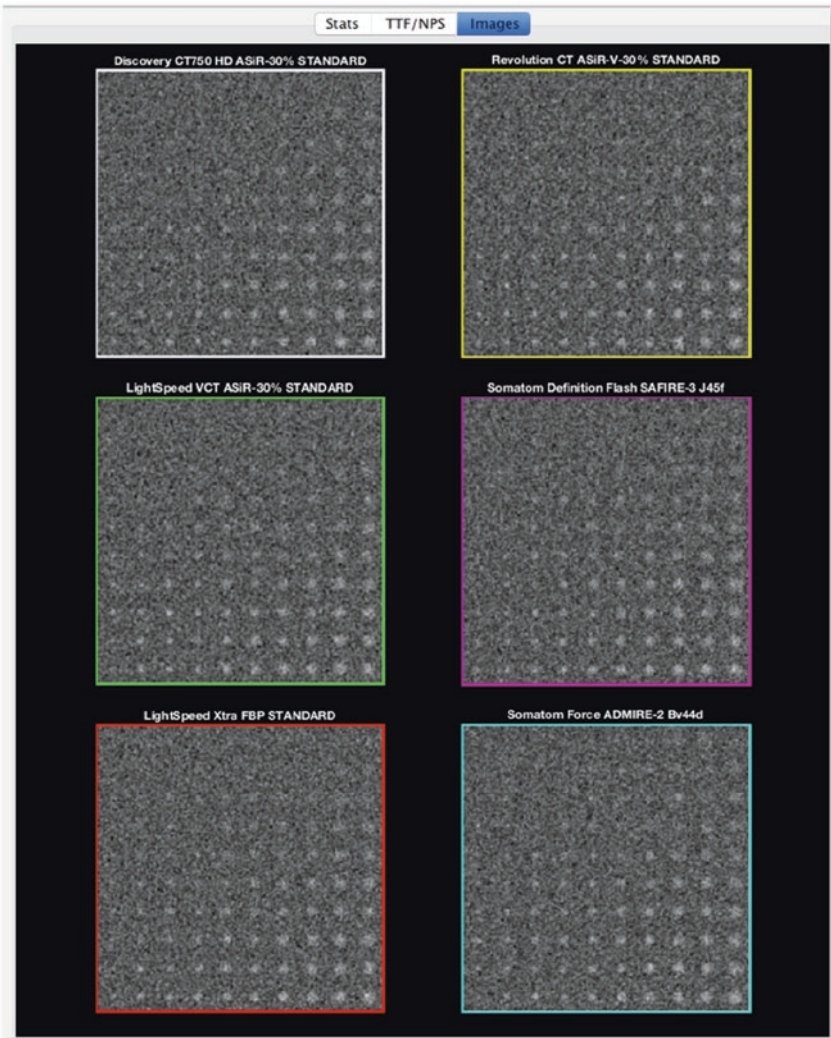 Stats TTF/NPS Images
Discovery CT750 HD ASiR-30% STANDARD
Revolution CT ASiR-V-30% STANDARD
LightSpeed VCT ASiR-30% STANDARD
Somatom Definition Flash SAFIRE-3 J45f
LightSpeed Xtra FBP STANDARD
Somatom Force ADMIRE-2 Bv44d